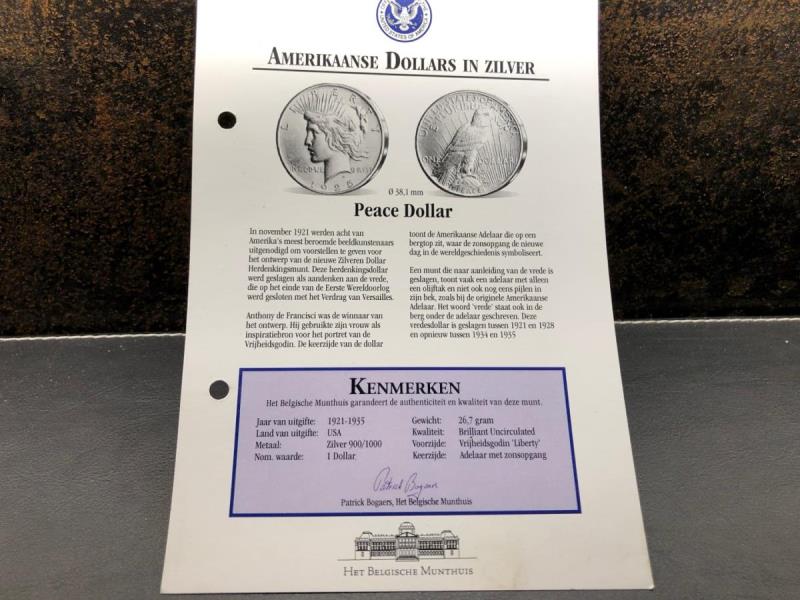 UNITED STATES OF AMERICA
AMERIKAANSE DOLLARS IN ZILVER
LIBERTY
1925
ONE DOLLAR
PEACE
Ø 38,1 mm
Peace Dollar
In november 1921 werden acht van
Amerika's meest beroemde beeldkunstenaars
uitgenodigd om voorstellen te geven voor
het ontwerp van de nieuwe Zilveren Dollar
Herdenkingsmunt. Deze herdenkingsdollar
werd geslagen als aandenken aan de vrede,
die op het einde van de Eerste Wereldoorlog
werd gesloten met het Verdrag van Versailles.
Anthony de Francisci was de winnaar van
het ontwerp. Hij gebruikte zijn vrouw als
inspiratiebron voor het portret van de
Vrijheidsgodin. De keerzijde van de dollar
toont de Amerikaanse Adelaar die op een
bergtop zit, waar de zonsopgang de nieuwe
dag in de wereldgeschiedenis symboliseert.
Een munt die naar aanleiding van de vrede is
geslagen, toont vaak een adelaar met alleen
een olijftak en niet ook nog eens pijlen in
zijn bek, zoals bij de originele Amerikaanse
Adelaar. Het woord 'vrede' staat ook in de
berg onder de adelaar geschreven. Deze
vredesdollar is geslagen tussen 1921 en 1928
en opnieuw tussen 1934 en 1935
KENMERKEN
Het Belgische Munthuis garandeert de authenticiteit en kwaliteit van deze munt.
Jaar van uitgifte: 1921-1935
Land van uitgifte: USA
Metaal: Zilver 900/1000
Nom. waarde: 1 Dollar
Gewicht: 26,7 gram
Kwaliteit: Brilliant Uncirculated
Voorzijde: Vrijheidsgodin 'Liberty'
Keerzijde: Adelaar met zonsopgang
Patrick Bogaers
Patrick Bogaers, Het Belgische Munthuis
HET BELGISCHE MUNTHUIS